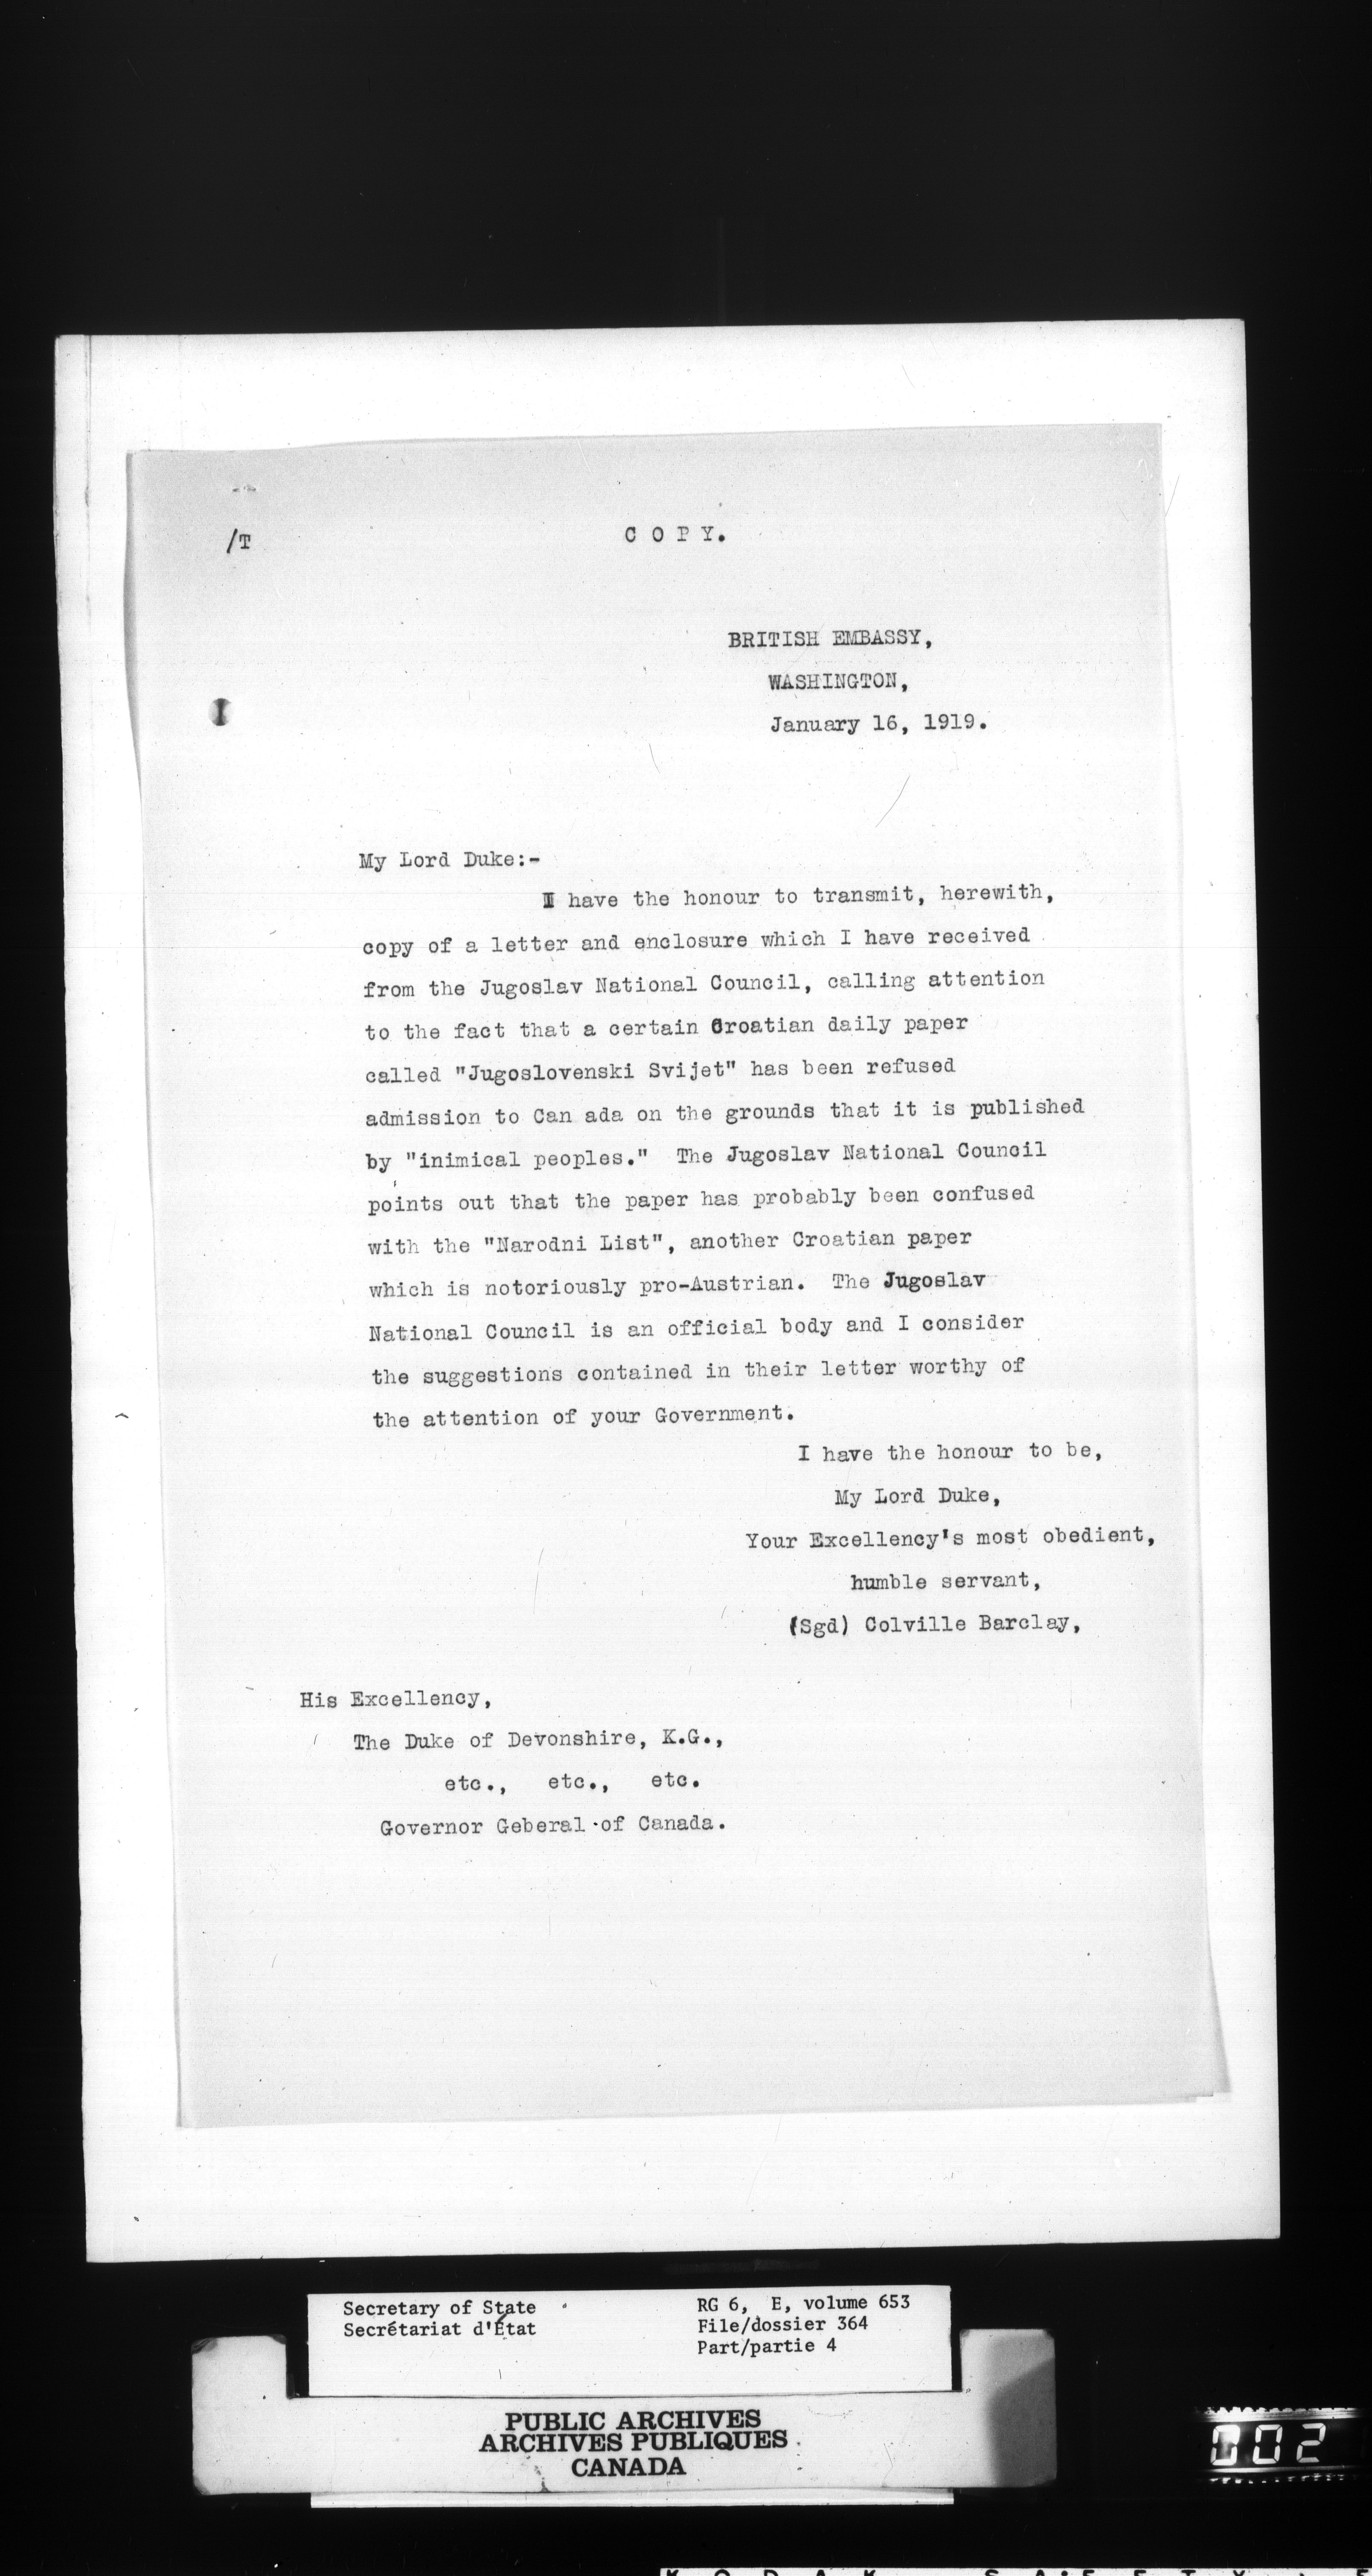 /T
COPY.
BRITISH EMBASSY,
WASHINGTON,
January 16, 1919.
My Lord Duke:-
I have the honour to transmit, herewith,
copy of a letter and enclosure which I have received
from the Jugoslav National Council, calling attention
to the fact that a certain Croatian daily paper
called "Jugoslovenski Svijet" has been refused
admission to Can ada on the grounds that it is published
by "inimical peoples." The Jugoslav National Council
points out that the paper has probably been confused
with the "Narodni List", another Croatian paper
which is notoriously pro-Austrian. The Jugoslav
National Council is an official body and I consider
the suggestions contained in their letter worthy of
the attention of your Government.
I have the honour to be,
My Lord Duke,
Your Excellency's most obedient,
humble servant,
(Sgd) Colville Barclay,
His Excellency,
The Duke of Devonshire, K.G.,
etc., etc., etc.
Governor Geberal of Canada.
Secretary of State
Secrétariat d'État
RG 6, E, volume 653
File/dossier 364
Part/partie 4
PUBLIC ARCHIVES
ARCHIVES PUBLIQUES
CANADA
002